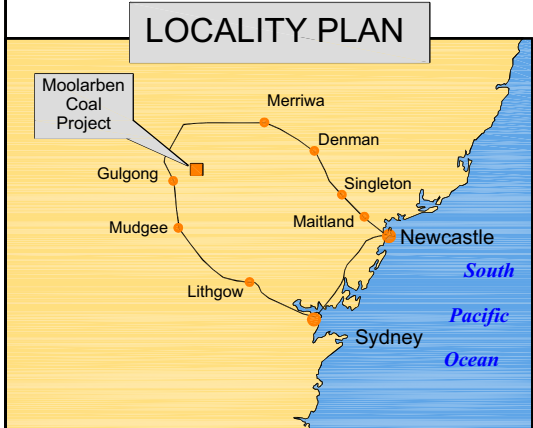 LOCALITY PLAN
Moolarben
Coal
Project
Merriwa
Denman
Gulgong
Singleton
Maitland
Mudgee
Newcastle
South
Lithgow
Pacific
Sydney
Ocean